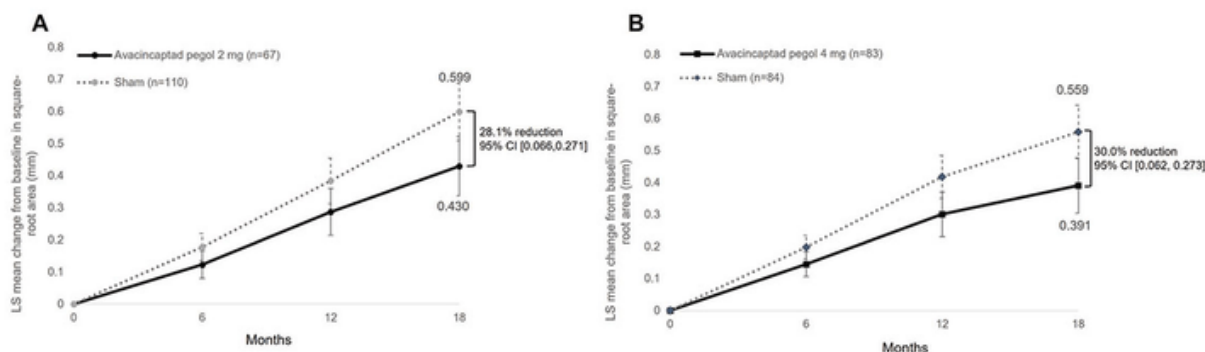 A
LS mean change from baseline in square-
root area (mm)
0.8
0.7
0.6
0.5
0.4
0.3
0.2
0.1
0
Avacincaptad pegol 2 mg (n=67)
Sham (n=110)
0.599
28.1% reduction
95% CI [0.066,0.271]
0.430
0
6
12
18
Months
B
LS mean change from baseline in square-
root area (mm)
0.8
0.7
0.6
0.5
0.4
0.3
0.2
0.1
0
Avacincaptad pegol 4 mg (n=83)
Sham (n=84)
0.559
30.0% reduction
95% CI [0.062, 0.273]
0.391
0
6
12
18
Months